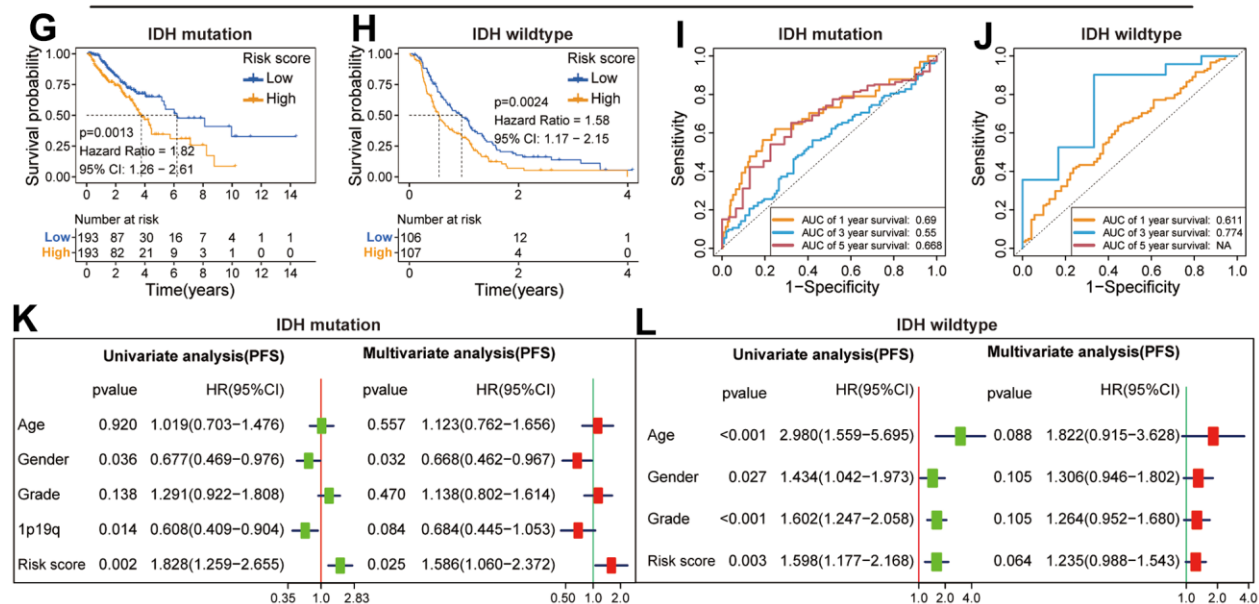 G
IDH mutation
Survival probability
1.00
0.75
0.50
0.25
0.00
Risk score
Low
High
p=0.0013
Hazard Ratio = 1.82
95% CI: 1.26 − 2.61
0 2 4 6 8 10 12 14
Number at risk
Low 193 87 30 16 7 4 1 1
High 193 82 21 9 3 1 0 0
0 2 4 6 8 10 12 14
Time(years)
H
IDH wildtype
Survival probability
1.00
0.75
0.50
0.25
0.00
Risk score
Low
High
p=0.0024
Hazard Ratio = 1.58
95% CI: 1.17 − 2.15
0 2 4
Number at risk
Low 106 12 1
High 107 4 0
0 2 4
Time(years)
I
IDH mutation
Sensitivity
1.0
0.8
0.6
0.4
0.2
0.0
AUC of 1 year survival: 0.69
AUC of 3 year survival: 0.55
AUC of 5 year survival: 0.668
0.0 0.2 0.4 0.6 0.8 1.0
1−Specificity
J
IDH wildtype
Sensitivity
1.0
0.8
0.6
0.4
0.2
0.0
AUC of 1 year survival: 0.611
AUC of 3 year survival: 0.774
AUC of 5 year survival: NA
0.0 0.2 0.4 0.6 0.8 1.0
1−Specificity
K
IDH mutation
Univariate analysis(PFS) Multivariate analysis(PFS)
pvalue HR(95%CI) pvalue HR(95%CI)
Age 0.920 1.019(0.703−1.476) 0.557 1.123(0.762−1.656)
Gender 0.036 0.677(0.469−0.976) 0.032 0.668(0.462−0.967)
Grade 0.138 1.291(0.922−1.808) 0.470 1.138(0.802−1.614)
1p19q 0.014 0.608(0.409−0.904) 0.084 0.684(0.445−1.053)
Risk score 0.002 1.828(1.259−2.655) 0.025 1.586(1.060−2.372)
0.35 1.0 2.83 0.50 1.0 2.0
L
IDH wildtype
Univariate analysis(PFS) Multivariate analysis(PFS)
pvalue HR(95%CI) pvalue HR(95%CI)
Age <0.001 2.980(1.559−5.695) 0.088 1.822(0.915−3.628)
Gender 0.027 1.434(1.042−1.973) 0.105 1.306(0.946−1.802)
Grade <0.001 1.602(1.247−2.058) 0.105 1.264(0.952−1.680)
Risk score 0.003 1.598(1.177−2.168) 0.064 1.235(0.988−1.543)
1.0 2.0 4.0 1.0 2.0 4.0